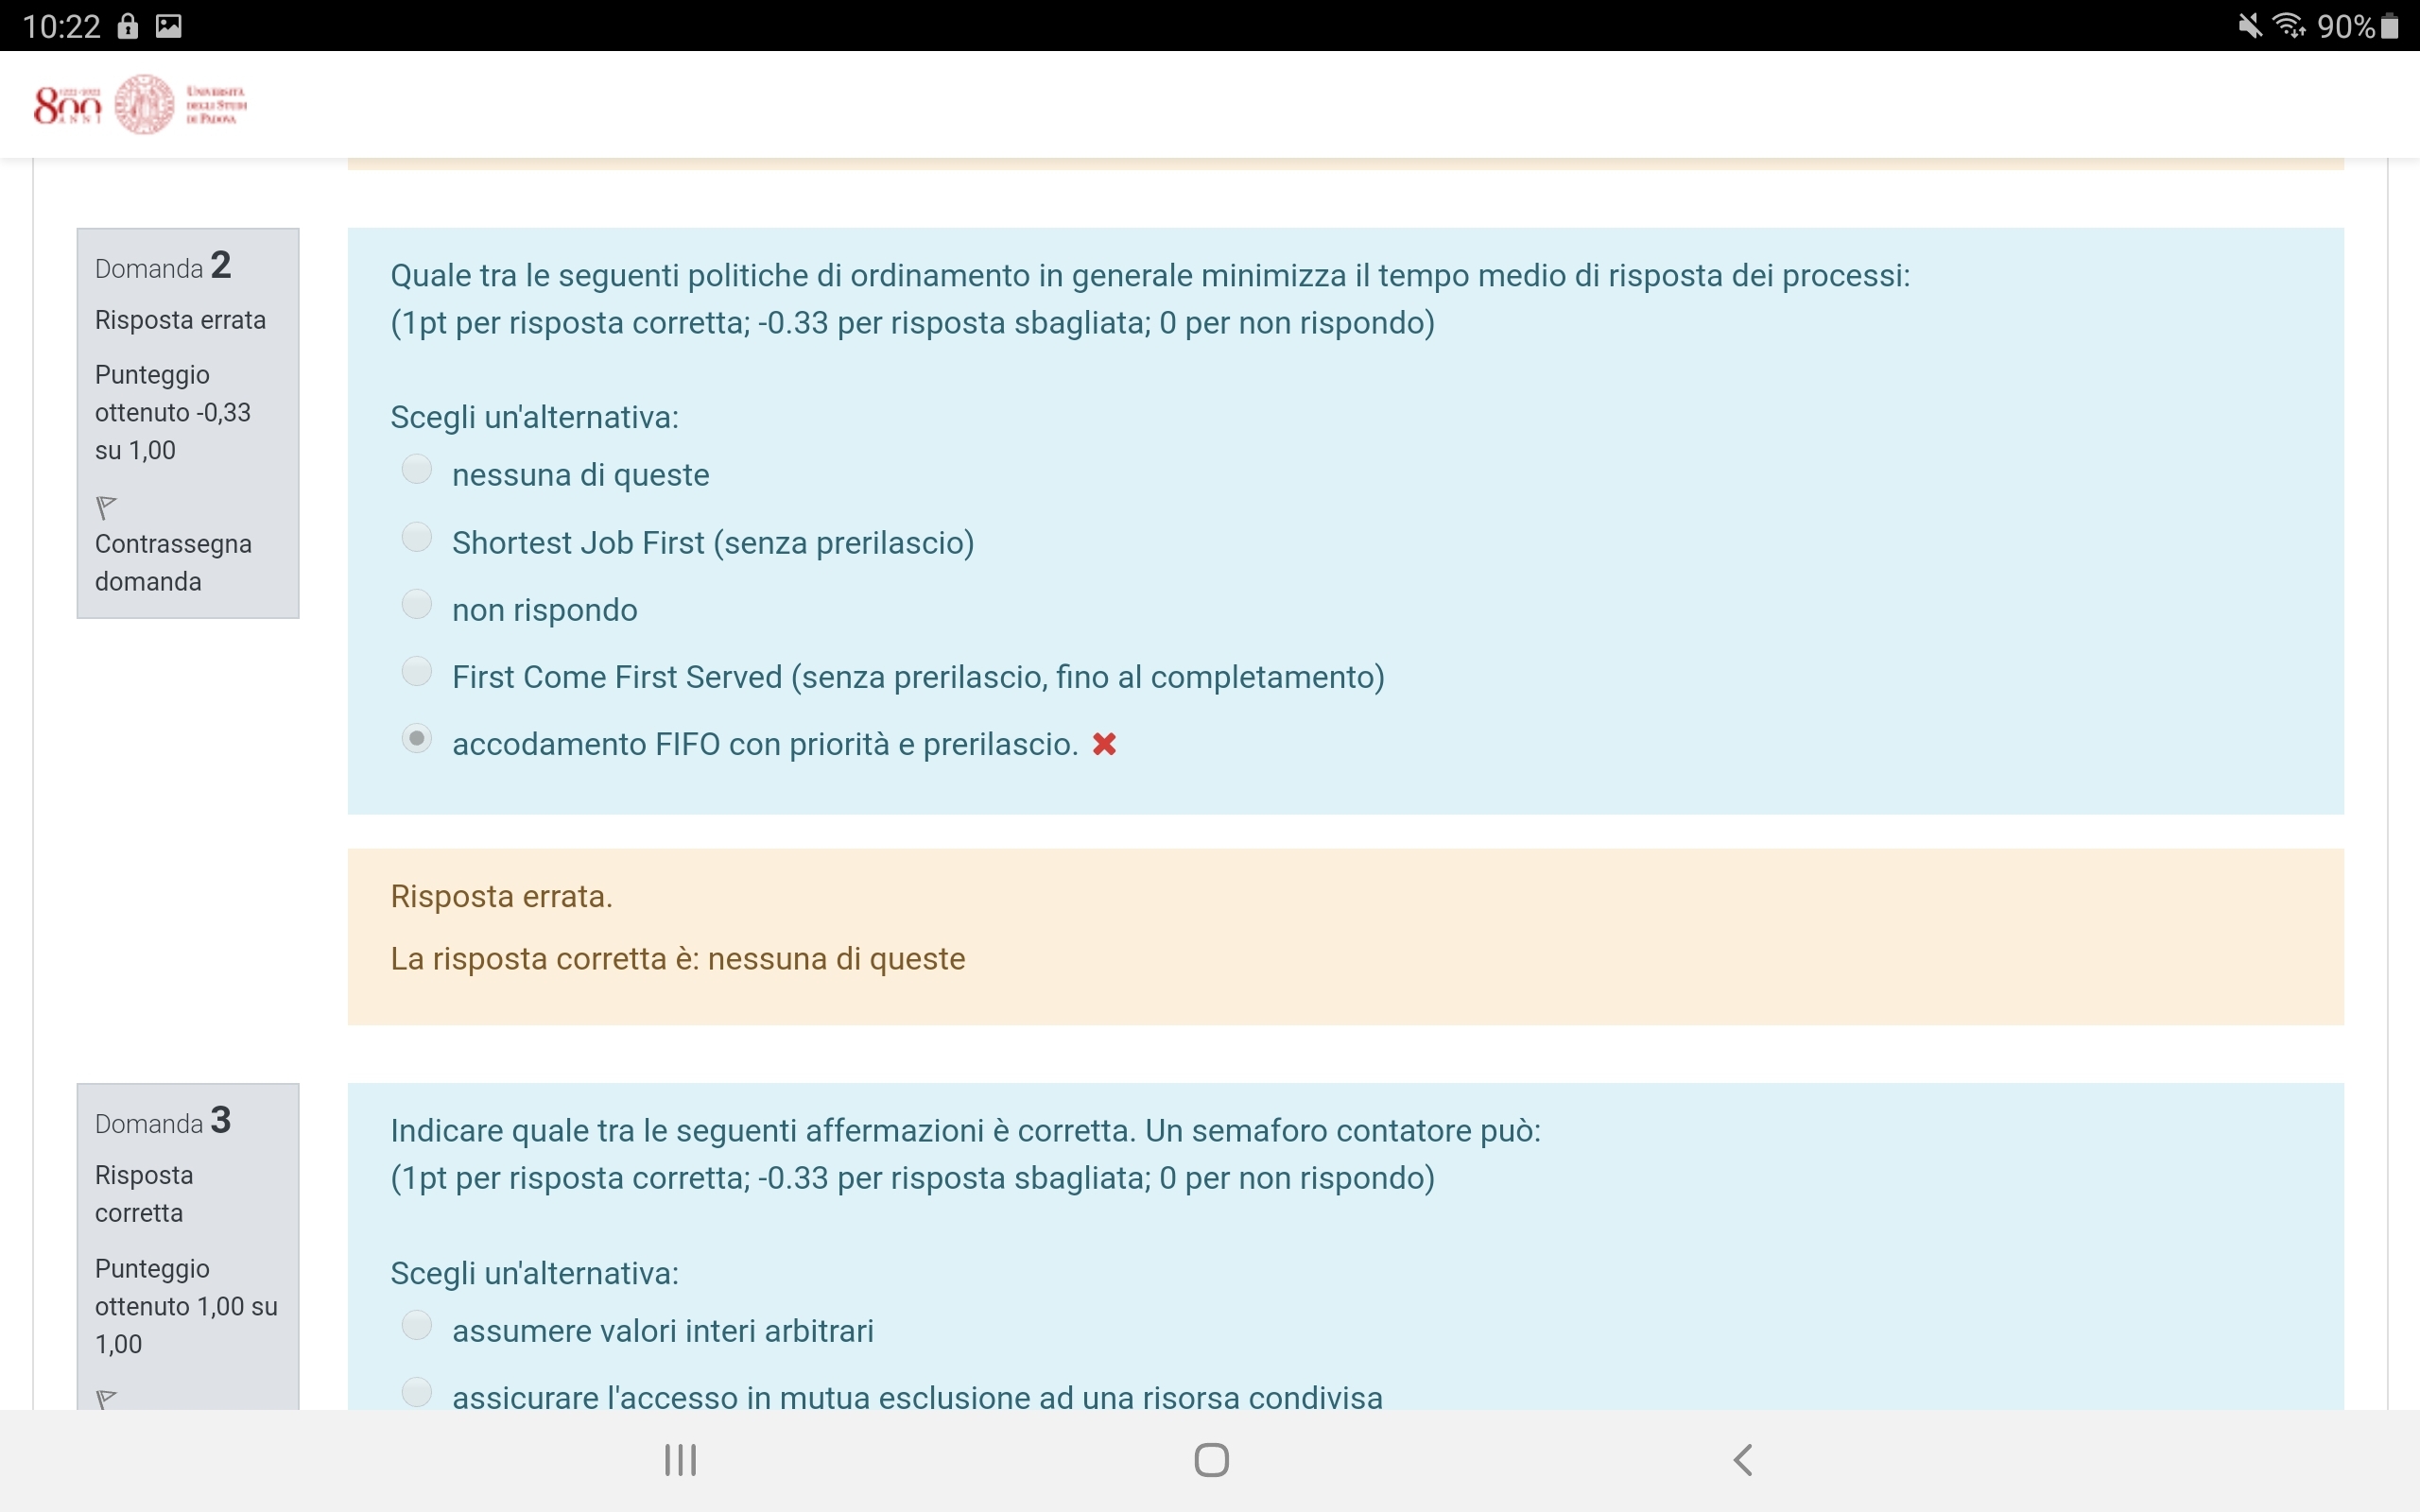 10:22
90%
800
1222-2022
ANNI
UNIVERSITÀ
DEGLI STUDI
DI PADOVA
Domanda 2
Risposta errata
Punteggio
ottenuto -0,33
su 1,00
Contrassegna
domanda
Quale tra le seguenti politiche di ordinamento in generale minimizza il tempo medio di risposta dei processi:
(1pt per risposta corretta; -0.33 per risposta sbagliata; 0 per non rispondo)
Scegli un'alternativa:
nessuna di queste
Shortest Job First (senza prerilascio)
non rispondo
First Come First Served (senza prerilascio, fino al completamento)
accodamento FIFO con priorità e prerilascio.
Risposta errata.
La risposta corretta è: nessuna di queste
Domanda 3
Risposta
corretta
Punteggio
ottenuto 1,00 su
1,00
Indicare quale tra le seguenti affermazioni è corretta. Un semaforo contatore può:
(1pt per risposta corretta; -0.33 per risposta sbagliata; 0 per non rispondo)
Scegli un'alternativa:
assumere valori interi arbitrari
assicurare l'accesso in mutua esclusione ad una risorsa condivisa